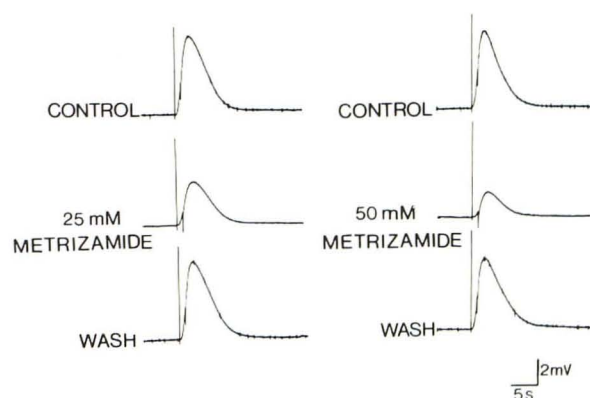 CONTROL
CONTROL
25 mM
METRIZAMIDE
50 mM
METRIZAMIDE
WASH
WASH
2mV
5s